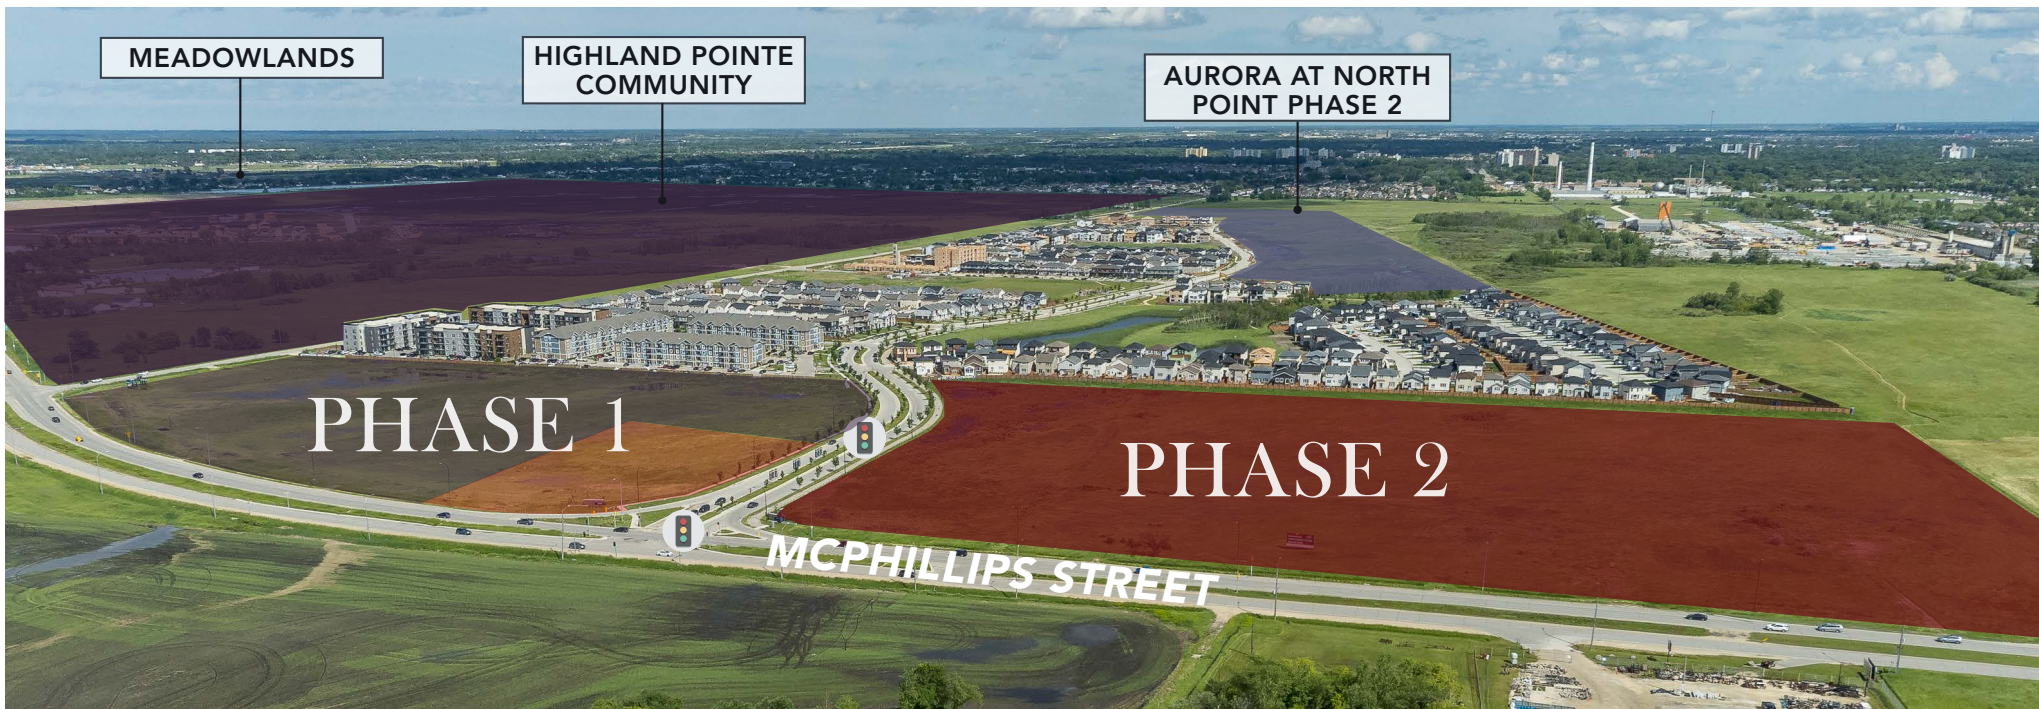 MEADOWLANDS
HIGHLAND POINTE
COMMUNITY
AURORA AT NORTH
POINT PHASE 2
PHASE 1
PHASE 2
MCPHILLIPS STREET